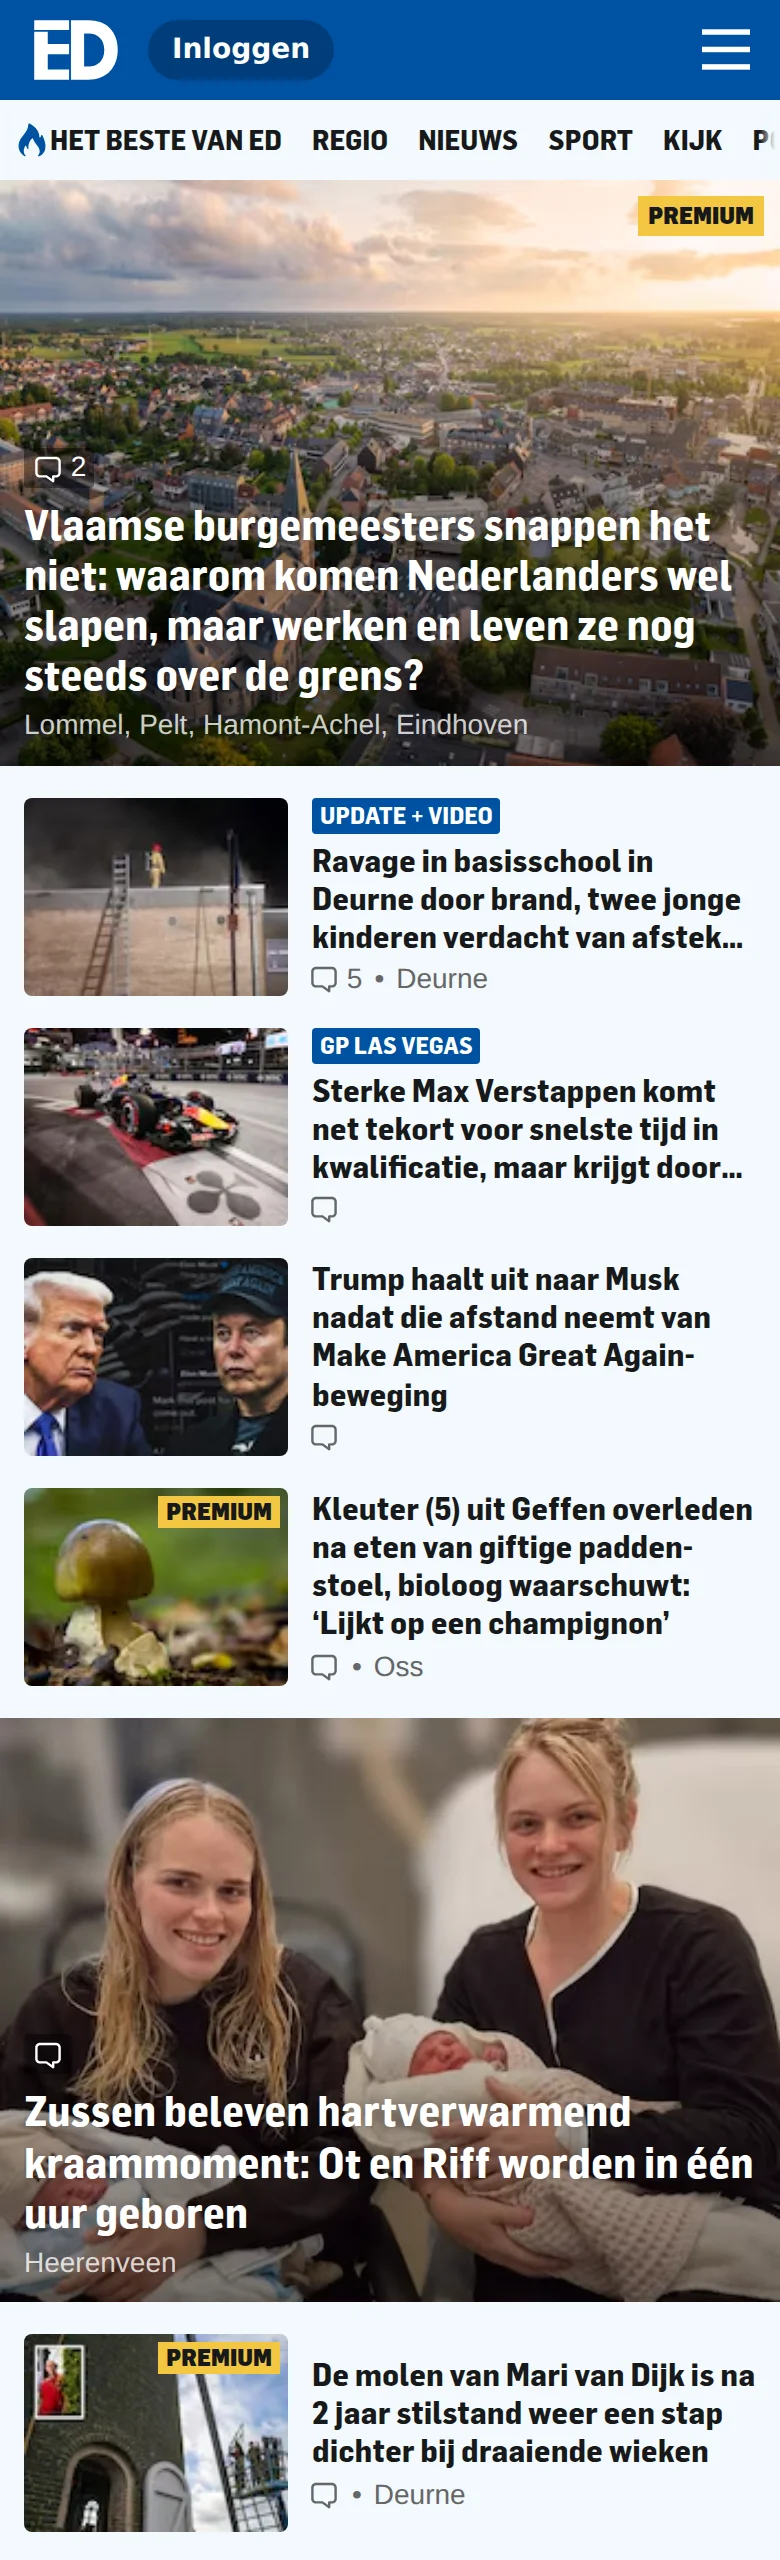 ED
Inloggen
HET BESTE VAN ED REGIO NIEUWS SPORT KIJK
PREMIUM
2
Vlaamse burgemeesters snappen het
niet: waarom komen Nederlanders wel
slapen, maar werken en leven ze nog
steeds over de grens?
Lommel, Pelt, Hamont-Achel, Eindhoven
UPDATE + VIDEO
Ravage in basisschool in
Deurne door brand, twee jonge
kinderen verdacht van afstek...
5 • Deurne
GP LAS VEGAS
Sterke Max Verstappen komt
net tekort voor snelste tijd in
kwalificatie, maar krijgt door...
Trump haalt uit naar Musk
nadat die afstand neemt van
Make America Great Again-
beweging
PREMIUM
Kleuter (5) uit Geffen overleden
na eten van giftige padden-
stoel, bioloog waarschuwt:
‘Lijkt op een champignon’
• Oss
Zussen beleven hartverwarmend
kraammoment: Ot en Riff worden in één
uur geboren
Heerenveen
PREMIUM
De molen van Mari van Dijk is na
2 jaar stilstand weer een stap
dichter bij draaiende wieken
• Deurne